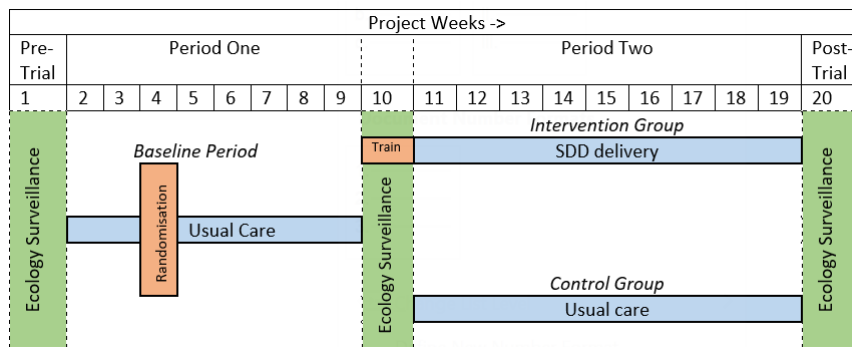 Project Weeks ->
Pre-
Trial
Period One
Period Two
Post-
Trial
1 2 3 4 5 6 7 8 9 10 11 12 13 14 15 16 17 18 19 20
Ecology Surveillance
Baseline Period
Randomisation
Usual Care
Train
Ecology Surveillance
Intervention Group
SDD delivery
Control Group
Usual care
Ecology Surveillance